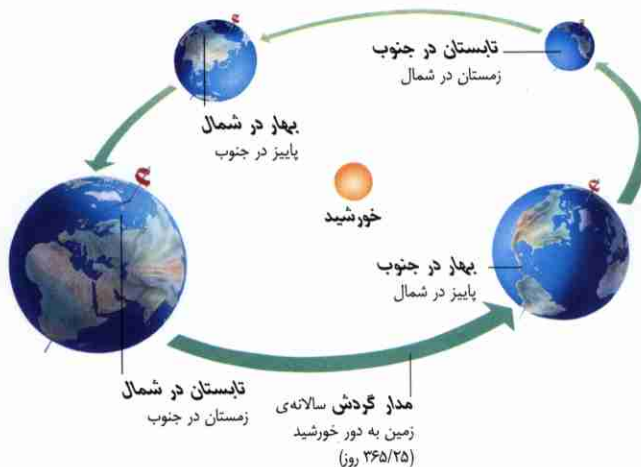 تابستان در جنوب
زمستان در شمال
بهار در شمال
پاییز در جنوب
خورشید
بهار در جنوب
پاییز در شمال
تابستان در شمال
زمستان در جنوب
مدار گردش سالانه‌ی
زمین به دور خورشید
(۳۶۵/۲۵ روز)